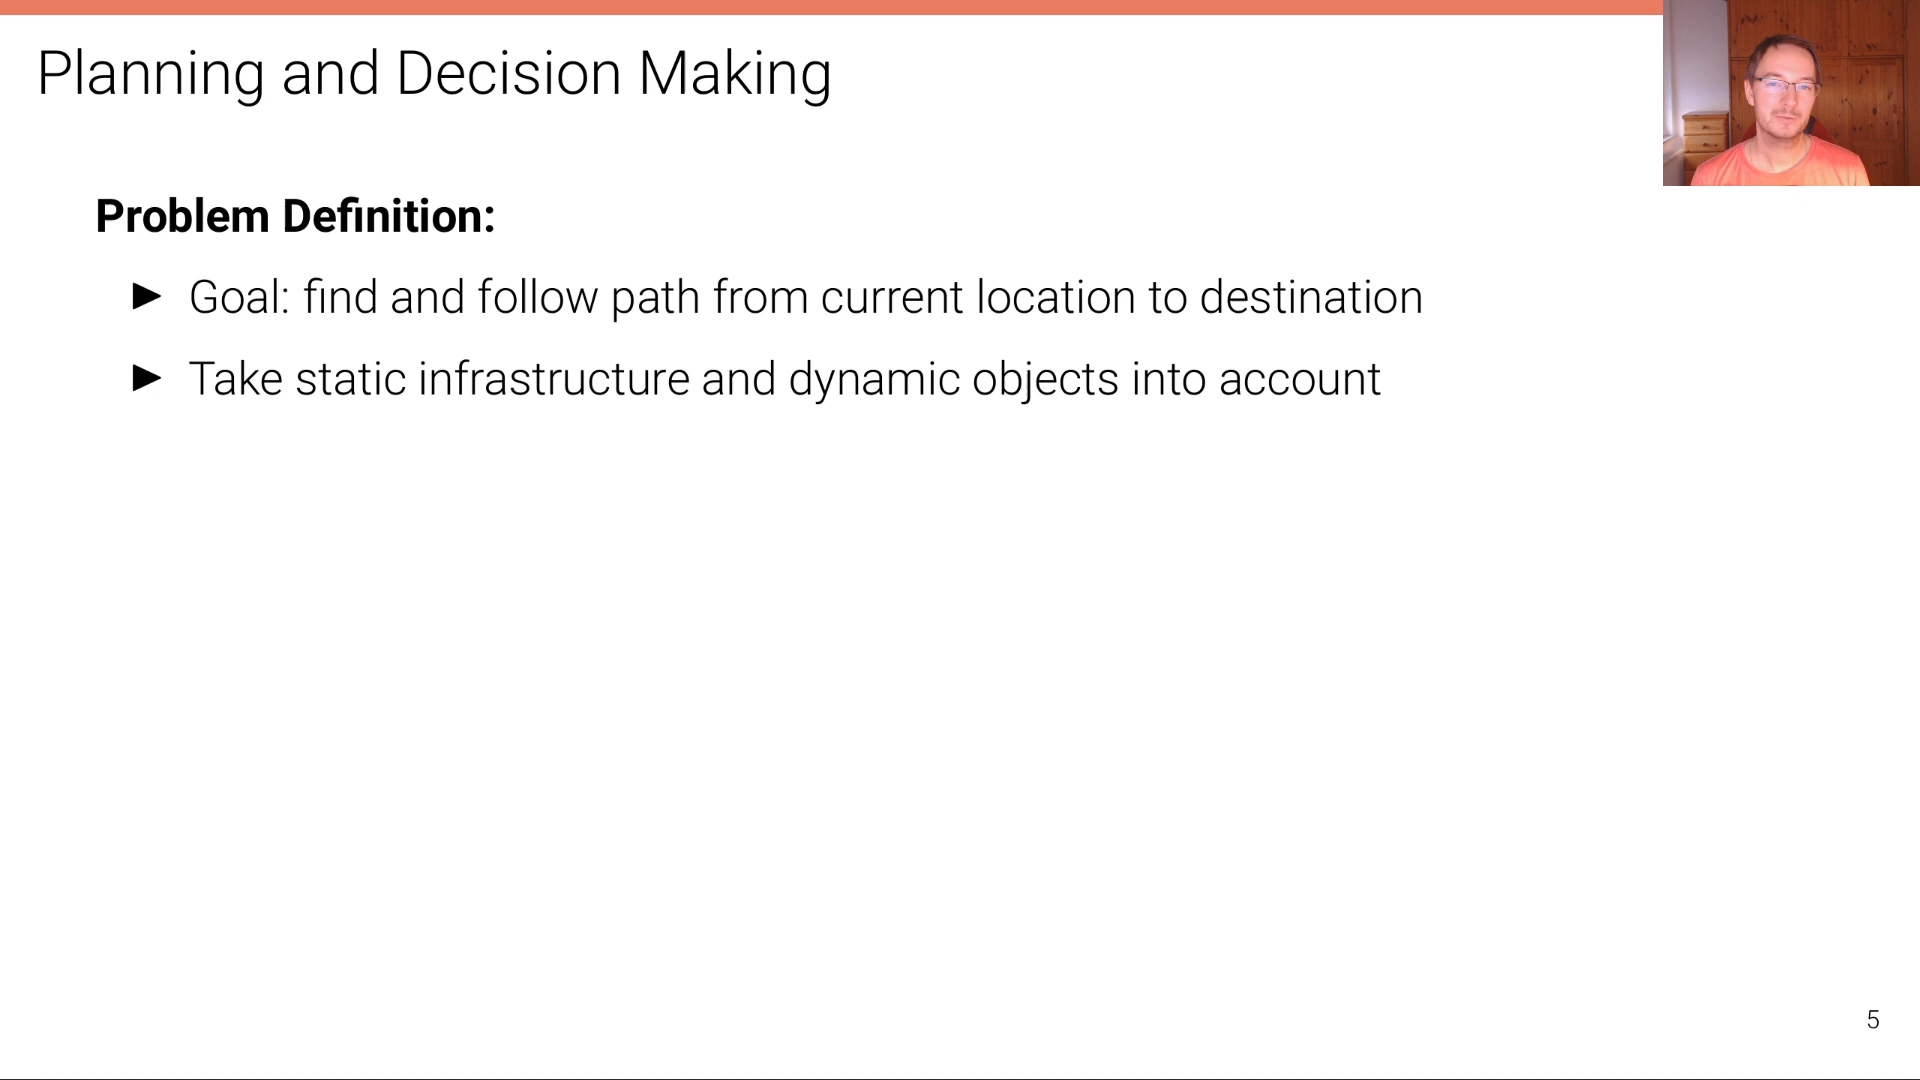 Planning and Decision Making
Problem Definition:
► Goal: find and follow path from current location to destination
► Take static infrastructure and dynamic objects into account
5